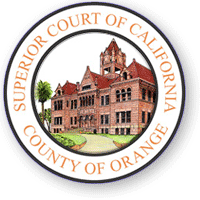 SUPERIOR COURT OF CALIFORNIA
COUNTY OF ORANGE